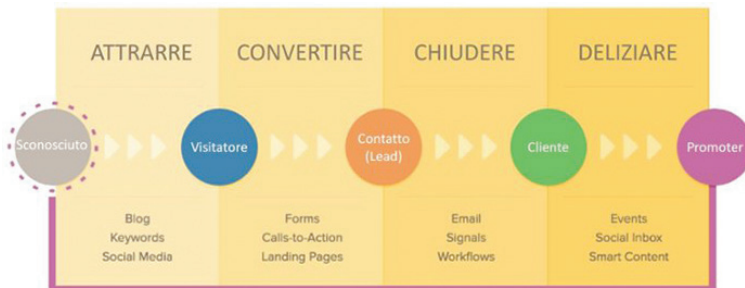 ATTRARRE CONVERTIRE CHIUDERE DELIZIARE
Sconosciuto Visitatore Contatto (Lead) Cliente Promoter
Blog Forms Email Events
Keywords Calls-to-Action Signals Social Inbox
Social Media Landing Pages Workflows Smart Content